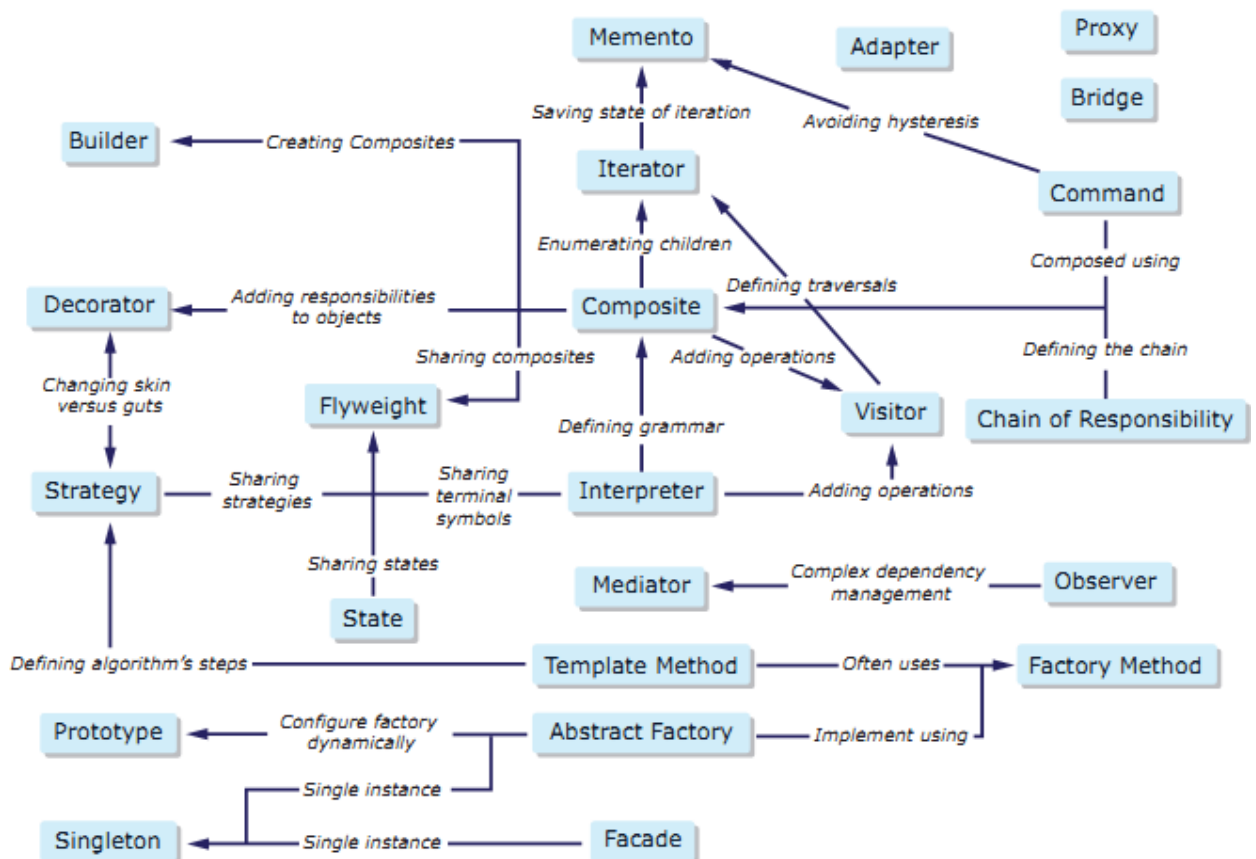 Memento
Adapter
Proxy
Bridge
Saving state of iteration
Avoiding hysteresis
Builder
Creating Composites
Iterator
Command
Enumerating children
Composed using
Defining traversals
Decorator
Adding responsibilities
to objects
Composite
Sharing composites
Adding operations
Defining the chain
Changing skin
versus guts
Flyweight
Visitor
Chain of Responsibility
Defining grammar
Strategy
Sharing
strategies
Sharing
terminal
symbols
Interpreter
Adding operations
Sharing states
Mediator
Complex dependency
management
Observer
State
Defining algorithm's steps
Template Method
Often uses
Factory Method
Prototype
Configure factory
dynamically
Abstract Factory
Implement using
Single instance
Singleton
Single instance
Facade